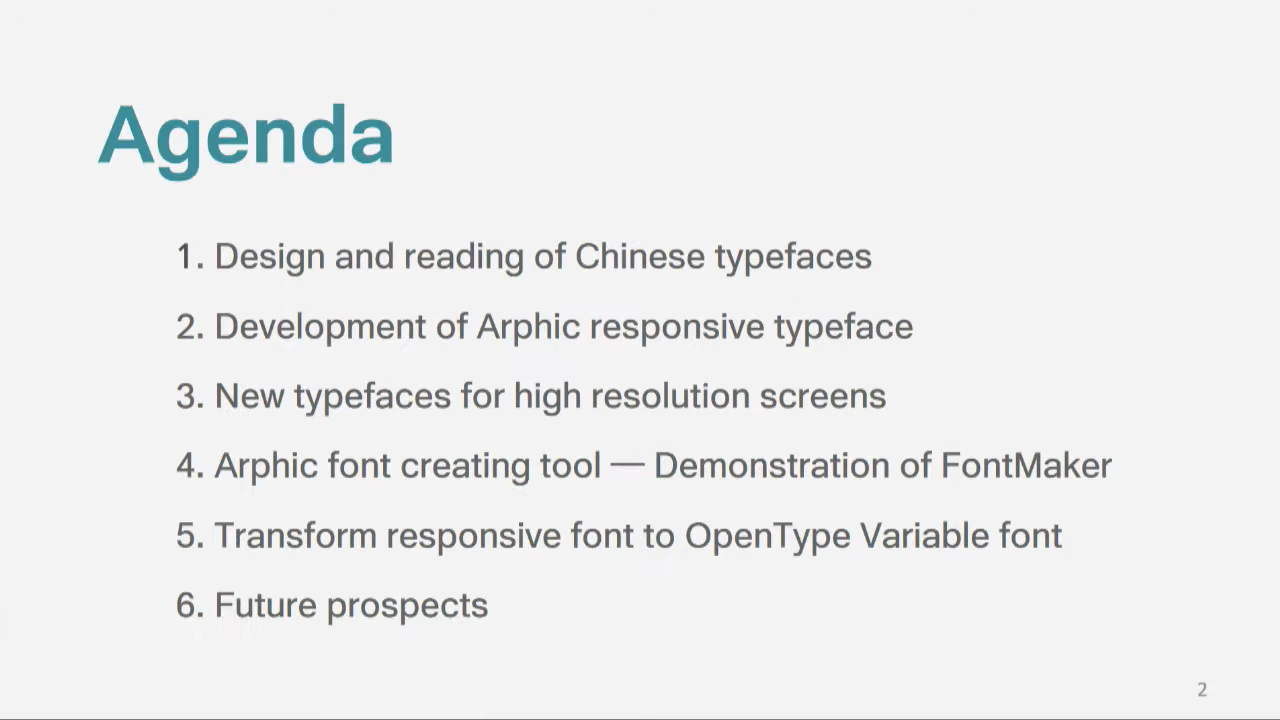 Agenda
1. Design and reading of Chinese typefaces
2. Development of Arphic responsive typeface
3. New typefaces for high resolution screens
4. Arphic font creating tool — Demonstration of FontMaker
5. Transform responsive font to OpenType Variable font
6. Future prospects
2